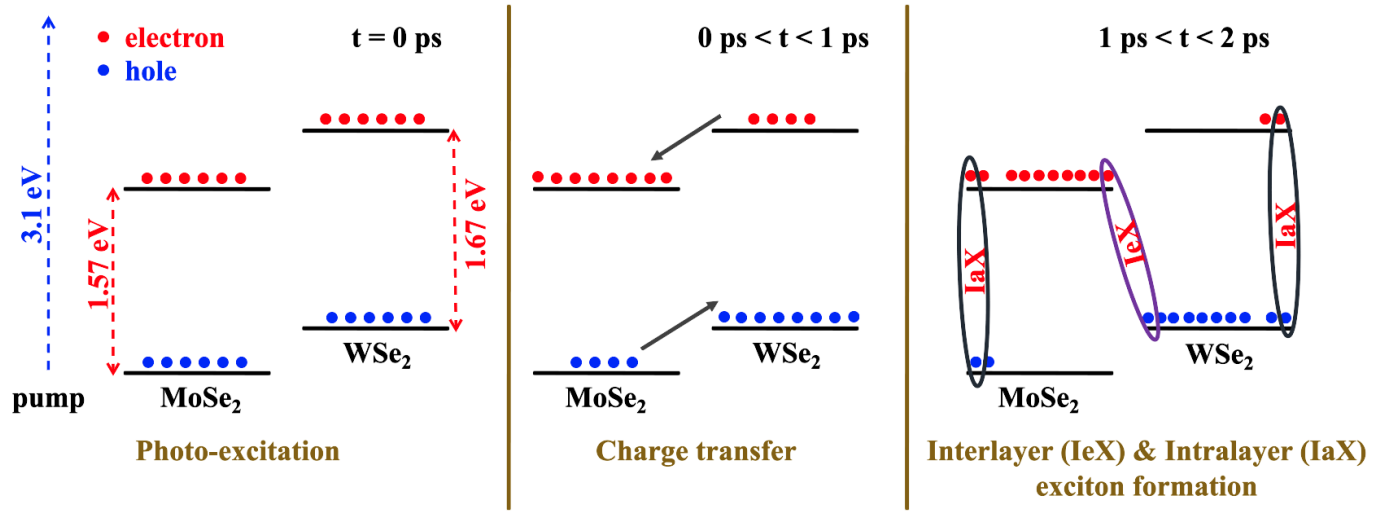 electron
hole
t = 0 ps
3.1 eV
1.57 eV
1.67 eV
WSe2
MoSe2
pump
Photo-excitation
0 ps < t < 1 ps
WSe2
MoSe2
Charge transfer
1 ps < t < 2 ps
IaX
IeX
IaX
WSe2
MoSe2
Interlayer (IeX) & Intralayer (IaX)
exciton formation